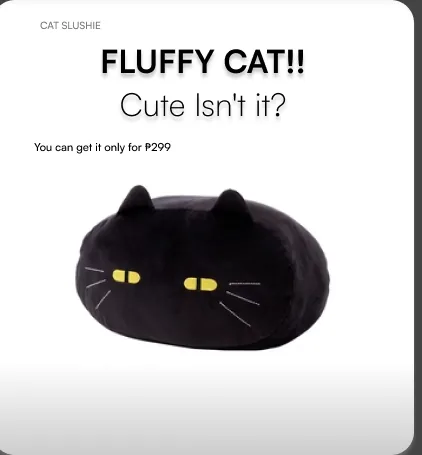 CAT SLUSHIE
FLUFFY CAT!!
Cute Isn't it?
You can get it only for ₱299